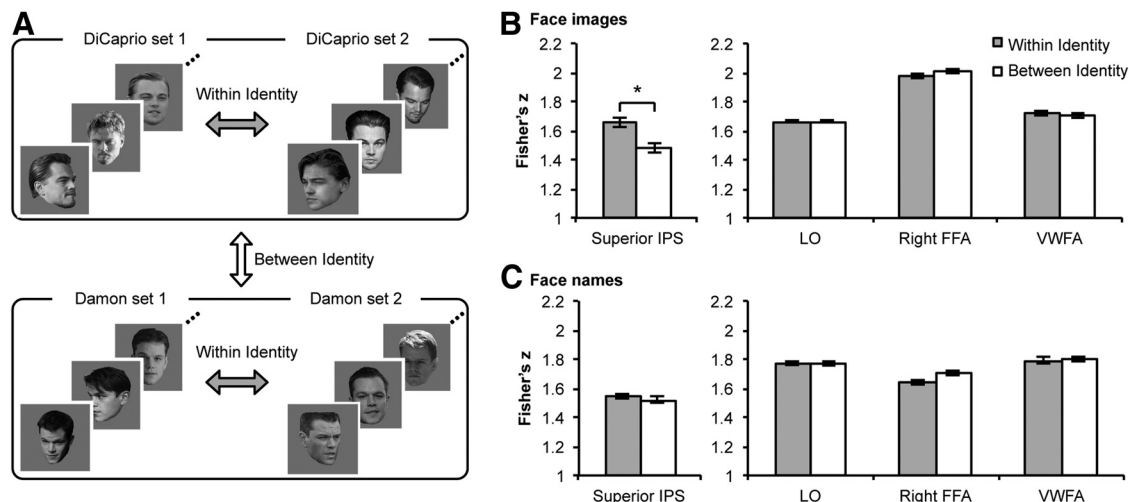 A
DiCaprio set 1
DiCaprio set 2
Within Identity
Between Identity
Damon set 1
Damon set 2
Within Identity
B Face images
Fisher's z
2.2
2
1.8
1.6
1.4
1.2
1
*
Superior IPS
2.2
2
1.8
1.6
1.4
1.2
1
LO
Right FFA
VWFA
Within Identity
Between Identity
C Face names
Fisher's z
2.2
2
1.8
1.6
1.4
1.2
1
Superior IPS
2.2
2
1.8
1.6
1.4
1.2
1
LO
Right FFA
VWFA